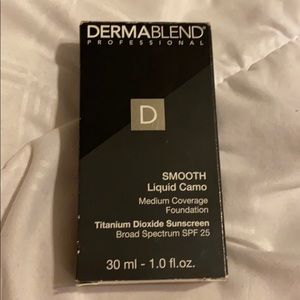 DERMABLEND®
PROFESSIONAL
D
SMOOTH
Liquid Camo
Medium Coverage
Foundation
Titanium Dioxide Sunscreen
Broad Spectrum SPF 25
30 ml - 1.0 fl.oz.